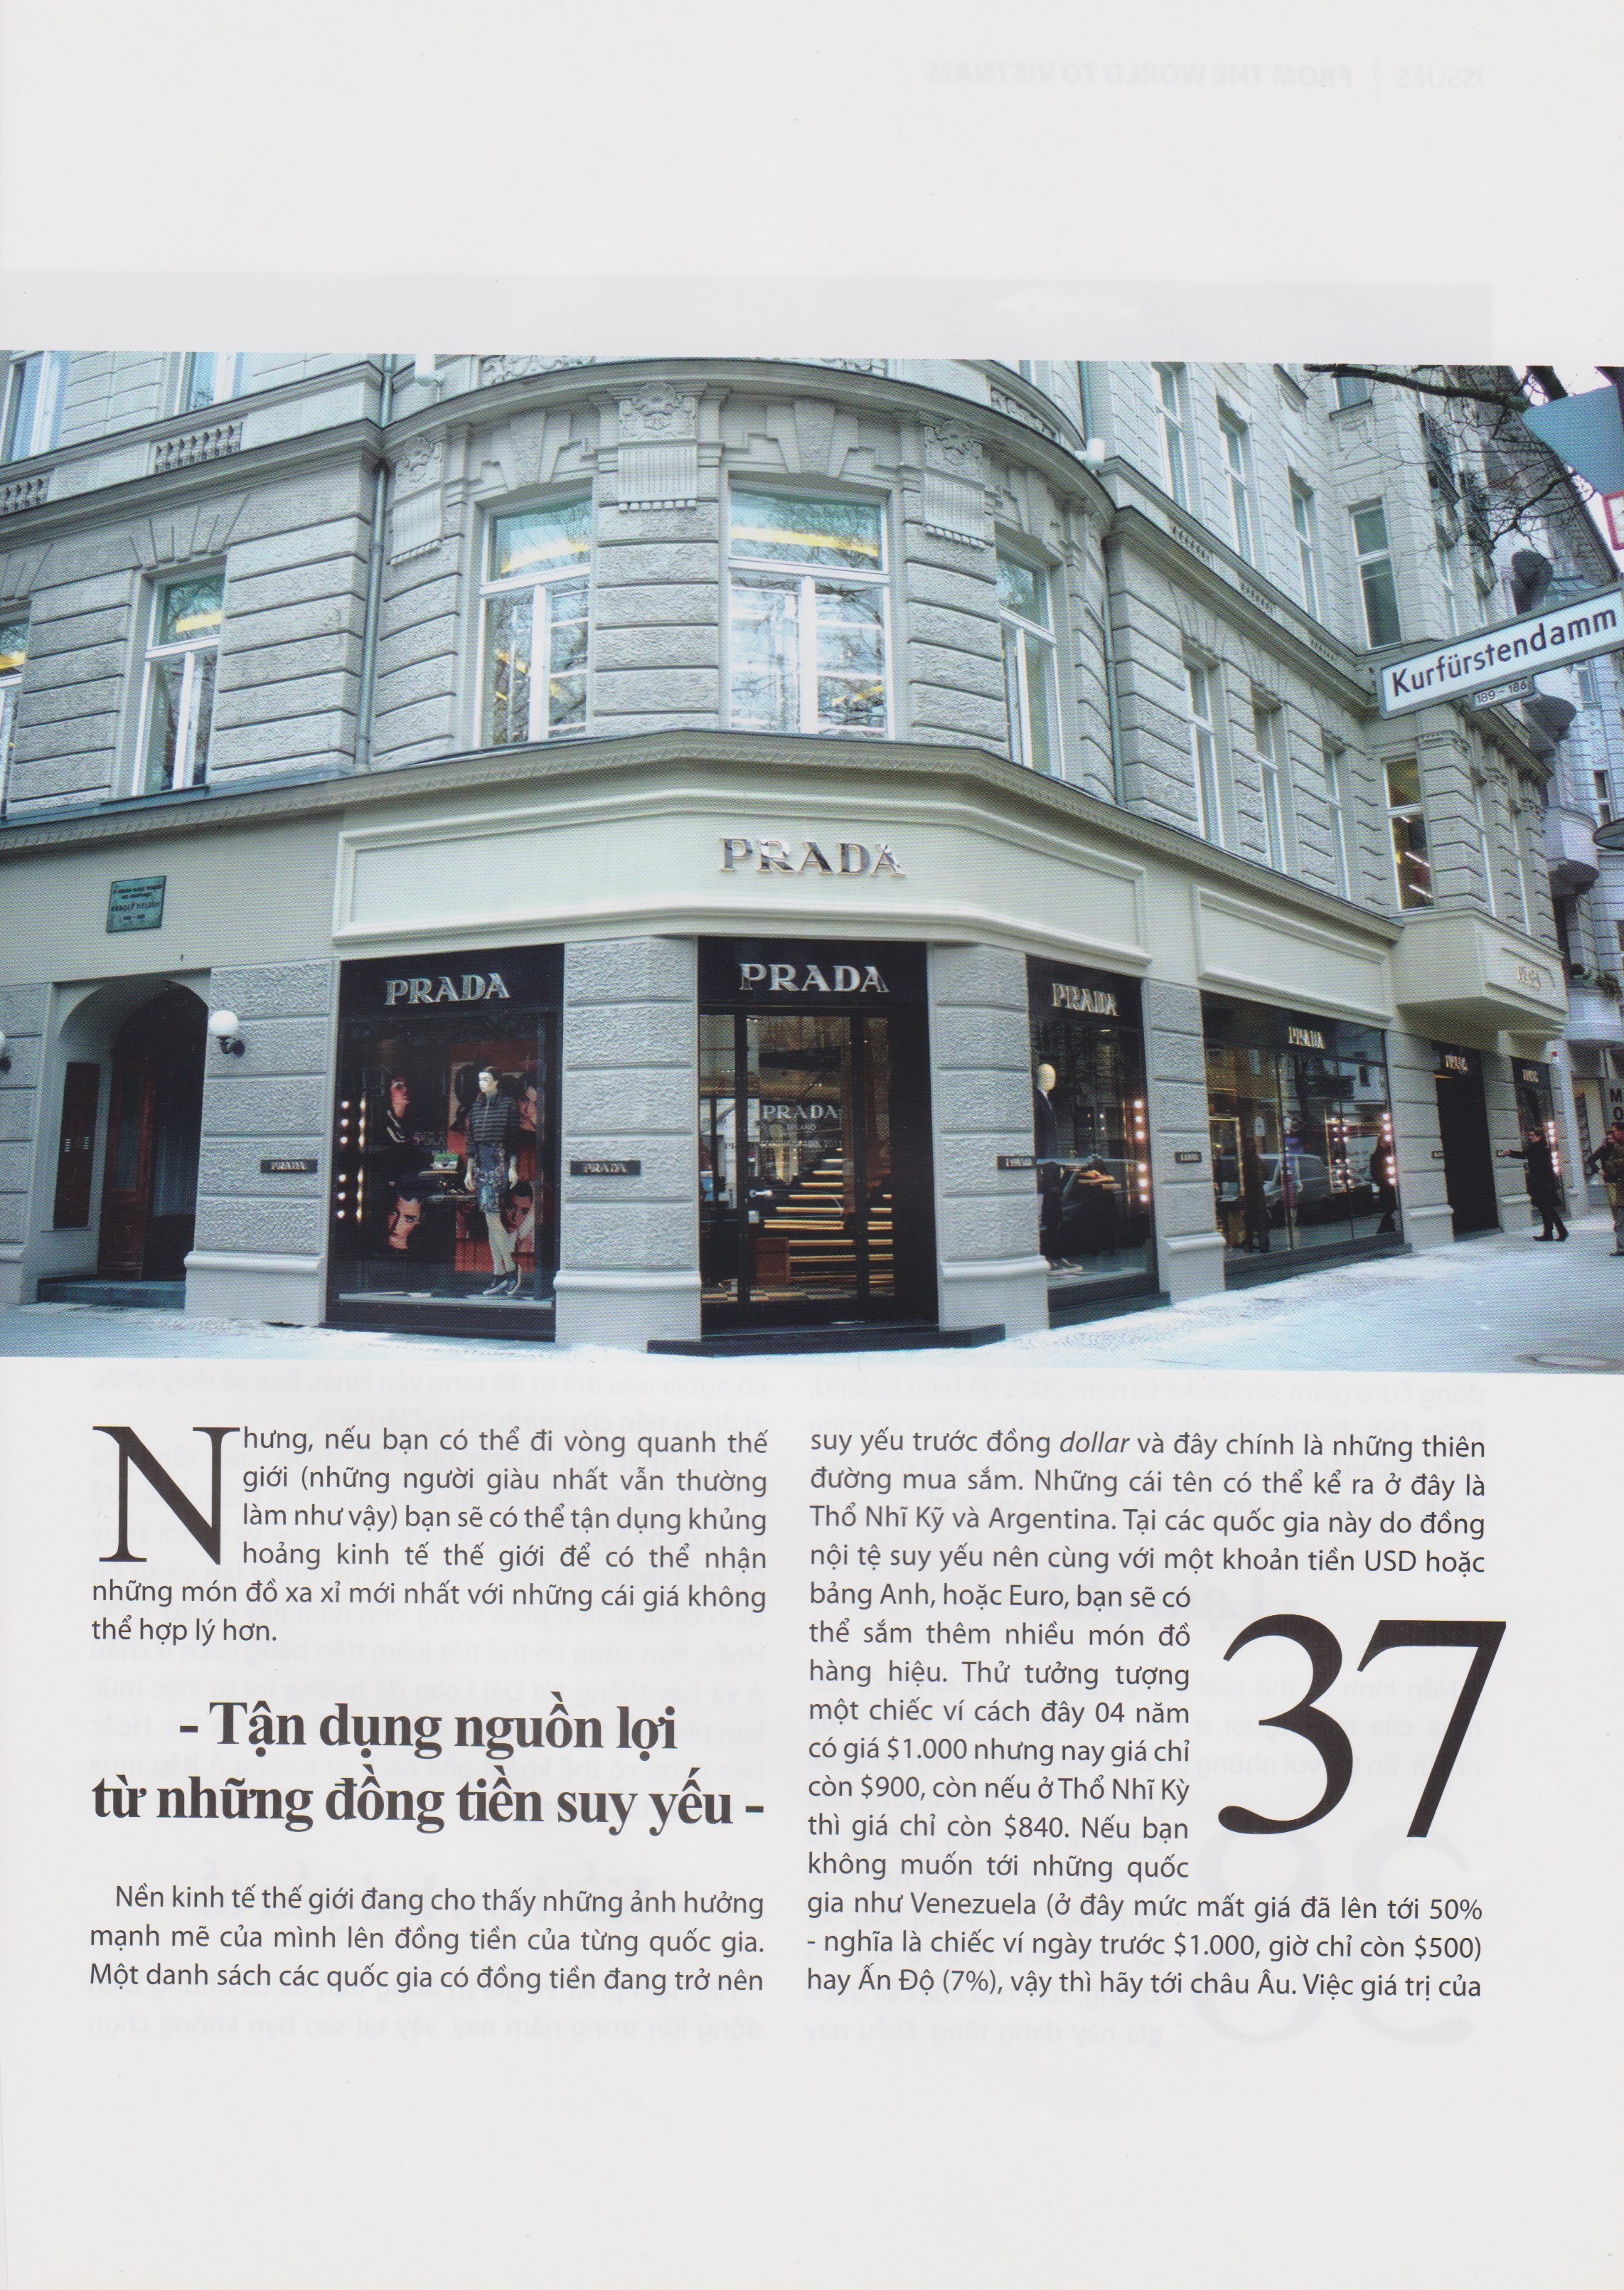 Kurfürstendamm
189 - 186
PRADA
PRADA
PRADA
PRADA
PRADA
PRADA
MILANO
PRADA
PRADA
Nhưng, nếu bạn có thể đi vòng quanh thế
giới (những người giàu nhất vẫn thường
làm như vậy) bạn sẽ có thể tận dụng khủng
hoảng kinh tế thế giới để có thể nhận
những món đồ xa xỉ mới nhất với những cái giá không
thể hợp lý hơn.
- Tận dụng nguồn lợi
từ những đồng tiền suy yếu -
Nền kinh tế thế giới đang cho thấy những ảnh hưởng
mạnh mẽ của mình lên đồng tiền của từng quốc gia.
Một danh sách các quốc gia có đồng tiền đang trở nên
suy yếu trước đồng dollar và đây chính là những thiên
đường mua sắm. Những cái tên có thể kể ra ở đây là
Thổ Nhĩ Kỹ và Argentina. Tại các quốc gia này do đồng
nội tệ suy yếu nên cùng với một khoản tiền USD hoặc
bảng Anh, hoặc Euro, bạn sẽ có
thể sắm thêm nhiều món đồ
hàng hiệu. Thử tưởng tượng
một chiếc ví cách đây 04 năm
có giá $1.000 nhưng nay giá chỉ
còn $900, còn nếu ở Thổ Nhĩ Kỳ
thì giá chỉ còn $840. Nếu bạn
không muốn tới những quốc
gia như Venezuela (ở đây mức mất giá đã lên tới 50%
- nghĩa là chiếc ví ngày trước $1.000, giờ chỉ còn $500)
hay Ấn Độ (7%), vậy thì hãy tới châu Âu. Việc giá trị của
37